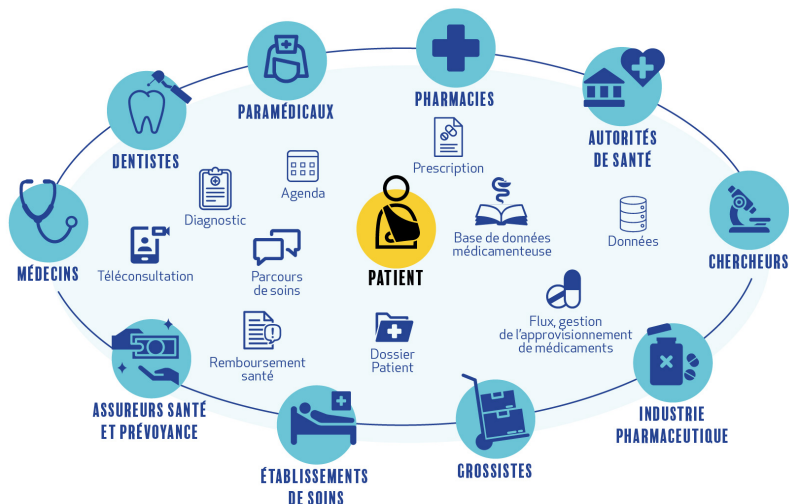 PHARMACIES
PARAMÉDICAUX
AUTORITÉS
DE SANTÉ
DENTISTES
Prescription
Agenda
Diagnostic
Base de données
médicamenteuse
Données
MÉDECINS
Téléconsultation
Parcours
de soins
PATIENT
CHERCHEURS
Flux, gestion
de l'approvisionnement
de médicaments
Remboursement
santé
Dossier
Patient
ASSUREURS SANTÉ
ET PRÉVOYANCE
INDUSTRIE
PHARMACEUTIQUE
ÉTABLISSEMENTS
DE SOINS
GROSSISTES